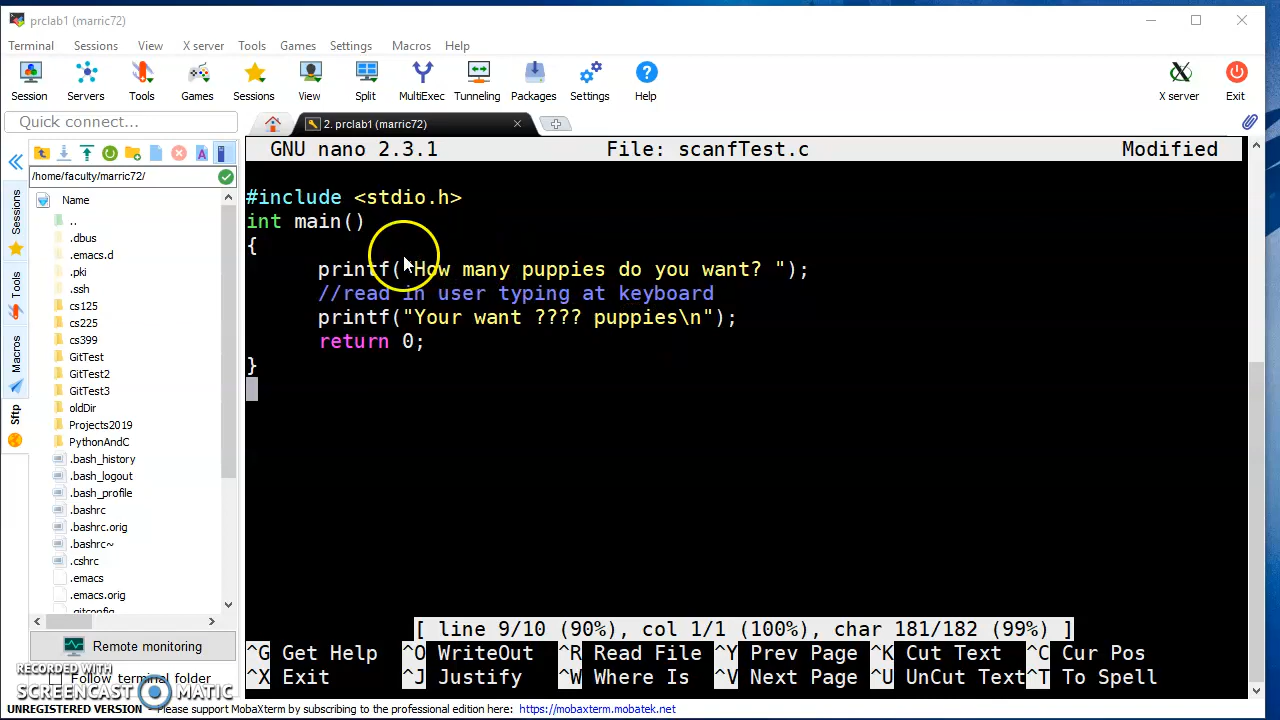 prclab1 (marric72)
Terminal Sessions View X server Tools Games Settings Macros Help
Session Servers Tools Games Sessions View Split MultiExec Tunneling Packages Settings Help X server Exit
Quick connect...
2. prclab1 (marric72)
/home/faculty/marric72/
Name
..
.dbus
.emacs.d
.pki
.ssh
cs125
cs225
cs399
GitTest
GitTest2
GitTest3
oldDir
Projects2019
PythonAndC
.bash_history
.bash_logout
.bash_profile
.bashrc
.bashrc.orig
.bashrc~
.cshrc
.emacs
.emacs.orig
.gitconfig
Sessions
Tools
Macros
Sftp
Remote monitoring
Follow terminal folder
GNU nano 2.3.1 File: scanfTest.c Modified
#include <stdio.h>
int main()
{
printf("How many puppies do you want? ");
//read in user typing at keyboard
printf("Your want ???? puppies\n");
return 0;
}
[ line 9/10 (90%), col 1/1 (100%), char 181/182 (99%) ]
^G Get Help ^O WriteOut ^R Read File ^Y Prev Page ^K Cut Text ^C Cur Pos
^X Exit ^J Justify ^W Where Is ^V Next Page ^U UnCut Text ^T To Spell
RECORDED WITH
SCREENCAST MATIC
UNREGISTERED VERSION - Please support MobaXterm by subscribing to the professional edition here: https://mobaxterm.mobatek.net